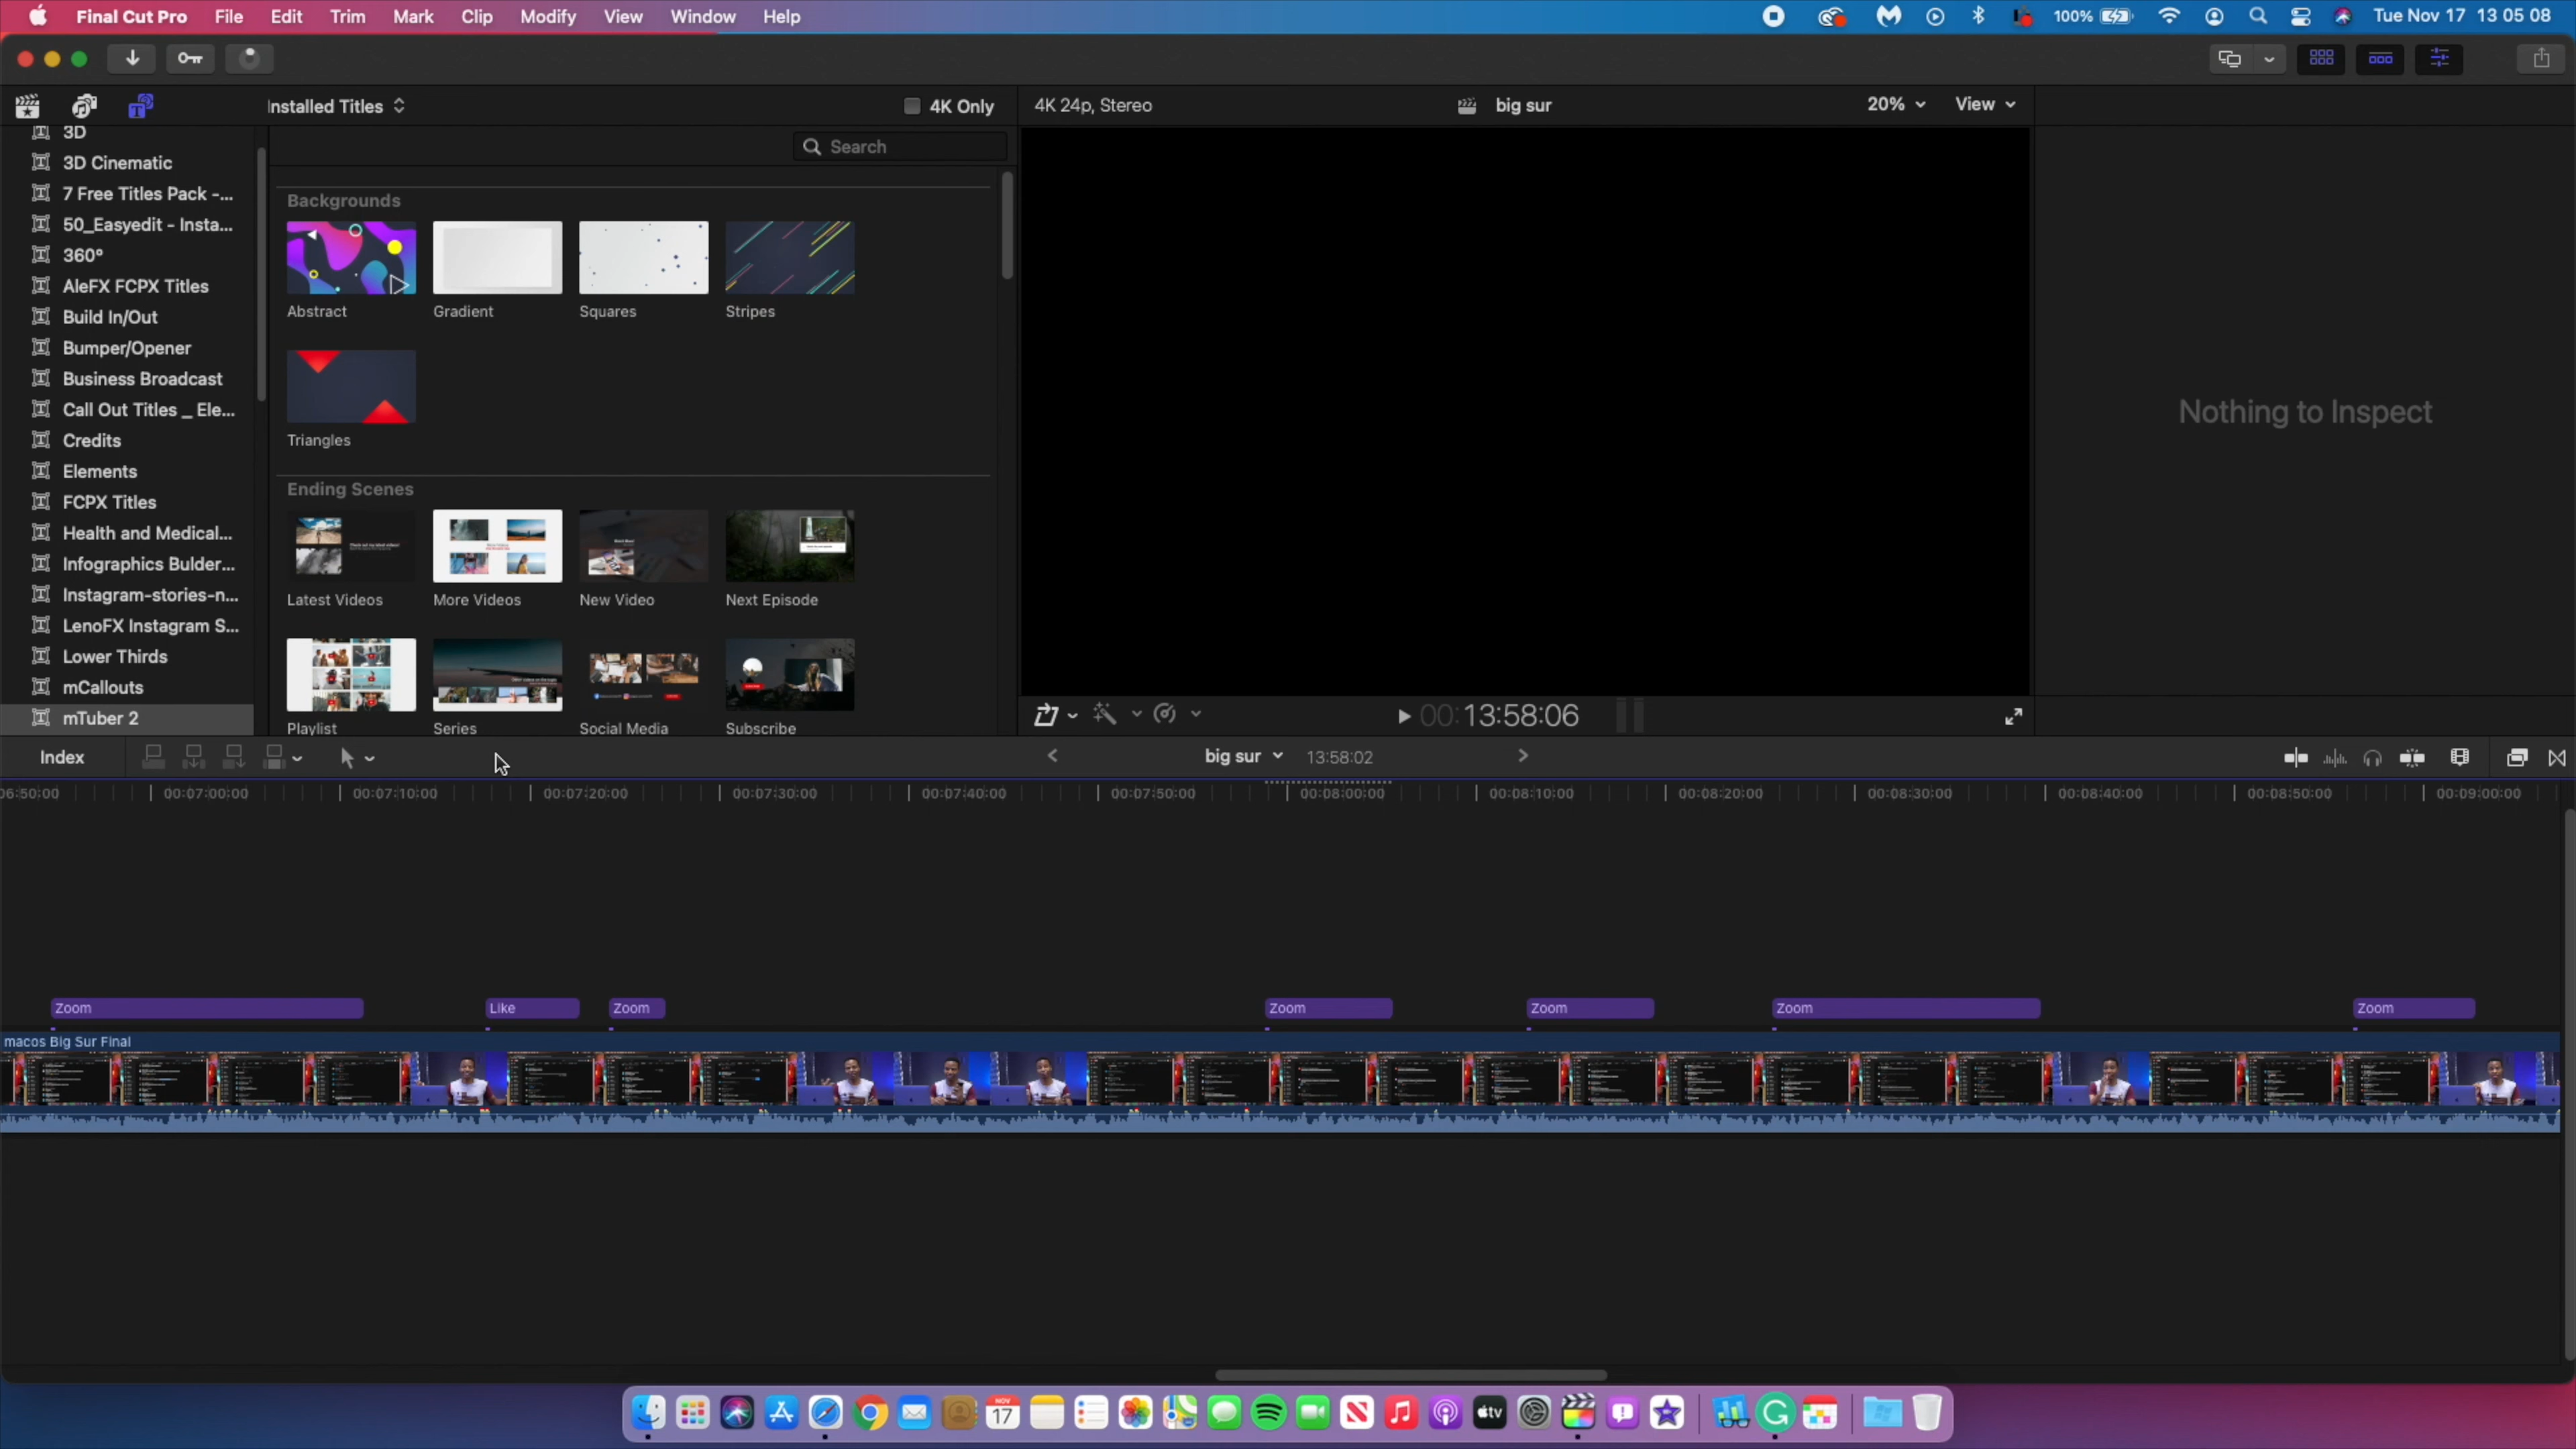 Final Cut Pro File Edit Trim Mark Clip Modify View Window Help 100% Tue Nov 17 13 05 08
Installed Titles 4K Only 4K 24p, Stereo big sur 20% View
3D
3D Cinematic
7 Free Titles Pack -...
50_Easyedit - Insta...
360°
AleFX FCPX Titles
Build In/Out
Bumper/Opener
Business Broadcast
Call Out Titles _ Ele...
Credits
Elements
FCPX Titles
Health and Medical...
Infographics Bulder...
Instagram-stories-n...
LenoFX Instagram S...
Lower Thirds
mCallouts
mTuber 2
Search
Backgrounds
Abstract Gradient Squares Stripes
Triangles
Ending Scenes
Latest Videos More Videos New Video Next Episode
Playlist Series Social Media Subscribe
Nothing to Inspect
00:13:58:06
Index big sur 13:58:02
06:50:00 00:07:00:00 00:07:10:00 00:07:20:00 00:07:30:00 00:07:40:00 00:07:50:00 00:08:00:00 00:08:10:00 00:08:20:00 00:08:30:00 00:08:40:00 00:08:50:00 00:09:00:00
Zoom Like Zoom Zoom Zoom Zoom Zoom
macos Big Sur Final
NOV
17
tv